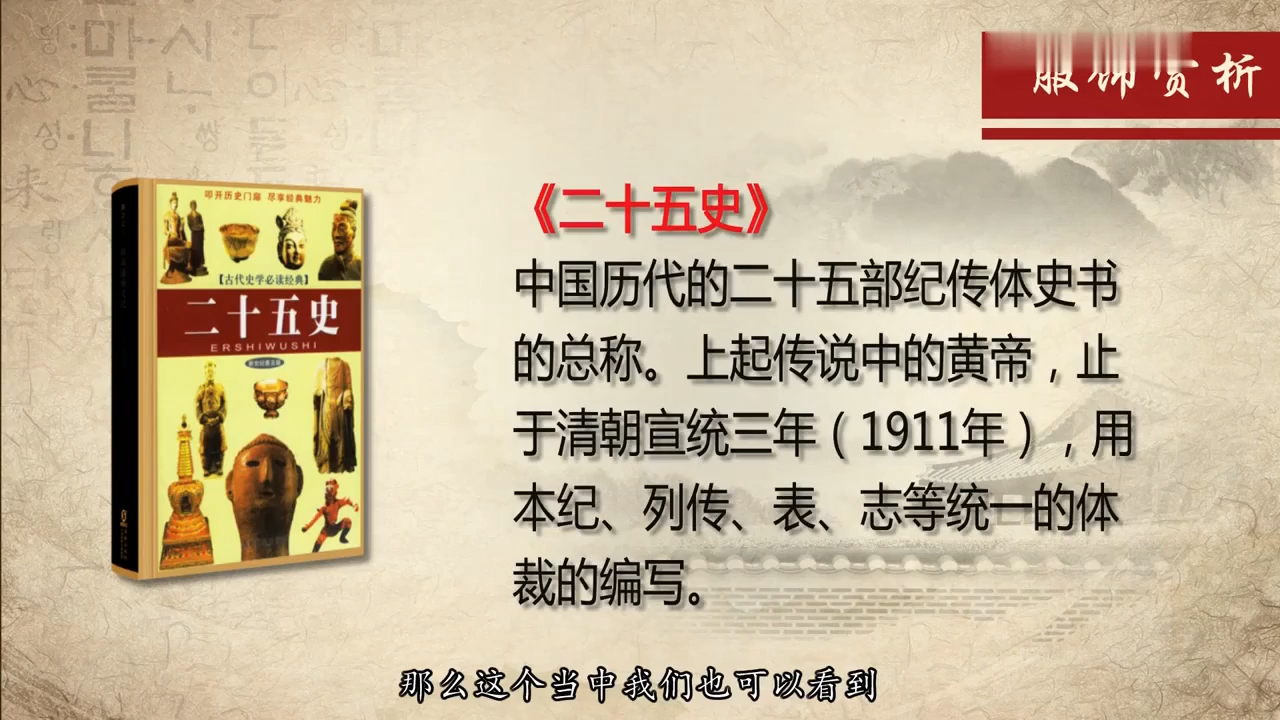 服饰赏析
《二十五史》
中国历代的二十五部纪传体史书
的总称。上起传说中的黄帝，止
于清朝宣统三年（1911年），用
本纪、列传、表、志等统一的体
裁的编写。
叩开历史门扉 尽享经典魅力
【古代史学必读经典】
二十五史
ERSHIWUSHI
那么这个当中我们也可以看到